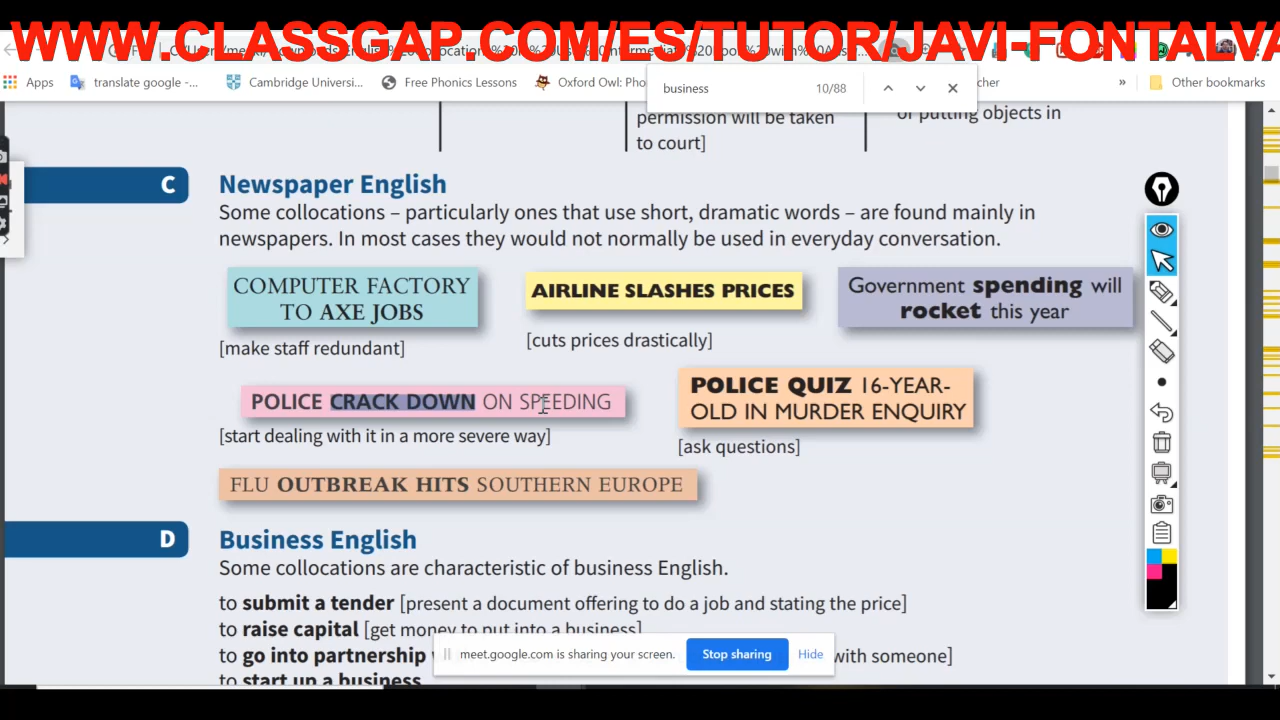 WWW.CLASSGAP.COM/ES/TUTOR/JAVI-FONTALVA
Apps
translate google -...
Cambridge Universi...
Free Phonics Lessons
Oxford Owl: Pho
business
10/88
cher
»
Other bookmarks
permission will be taken
to court]
of putting objects in
C
Newspaper English
Some collocations – particularly ones that use short, dramatic words – are found mainly in
newspapers. In most cases they would not normally be used in everyday conversation.
COMPUTER FACTORY
TO AXE JOBS
[make staff redundant]
AIRLINE SLASHES PRICES
[cuts prices drastically]
Government spending will
rocket this year
POLICE CRACK DOWN ON SPEEDING
[start dealing with it in a more severe way]
POLICE QUIZ 16-YEAR-
OLD IN MURDER ENQUIRY
[ask questions]
FLU OUTBREAK HITS SOUTHERN EUROPE
D
Business English
Some collocations are characteristic of business English.
to submit a tender [present a document offering to do a job and stating the price]
to raise capital [get money to put into a business]
to go into partnership
with someone]
to start up a business
meet.google.com is sharing your screen.
Stop sharing
Hide